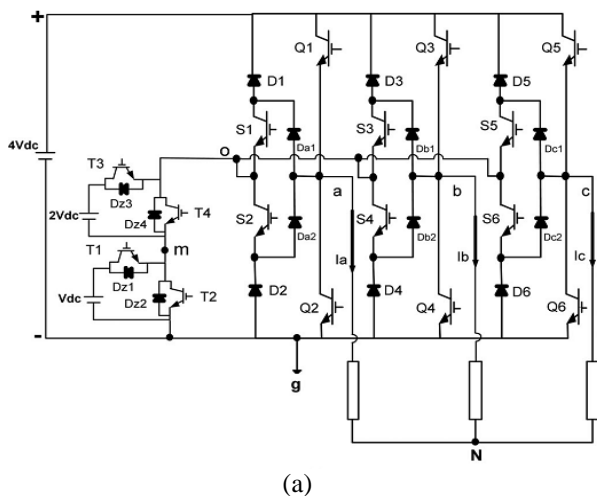 +
Q1
Q3
Q5
D1
D3
D5
S1
S3
S5
Da1
Db1
Dc1
4Vdc
T3
O
Dz3
T4
2Vdc
Dz4
a
b
c
S2
S4
S6
T1
m
Da2
Db2
Dc2
Dz1
Ia
Ib
Ic
Vdc
Dz2
T2
D2
D4
D6
Q2
Q4
Q6
-
g
N
(a)